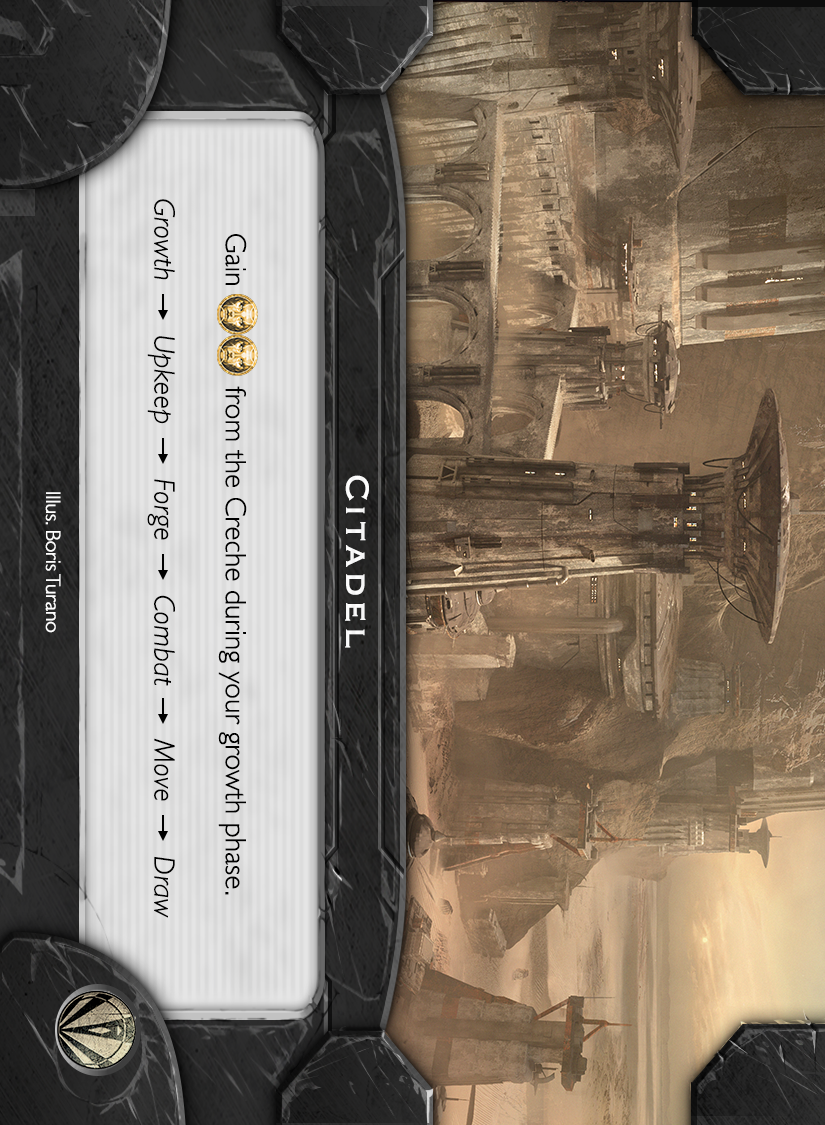 CITADEL
Gain from the Creche during your growth phase.
Growth → Upkeep → Forge → Combat → Move → Draw
Illus. Boris Turano